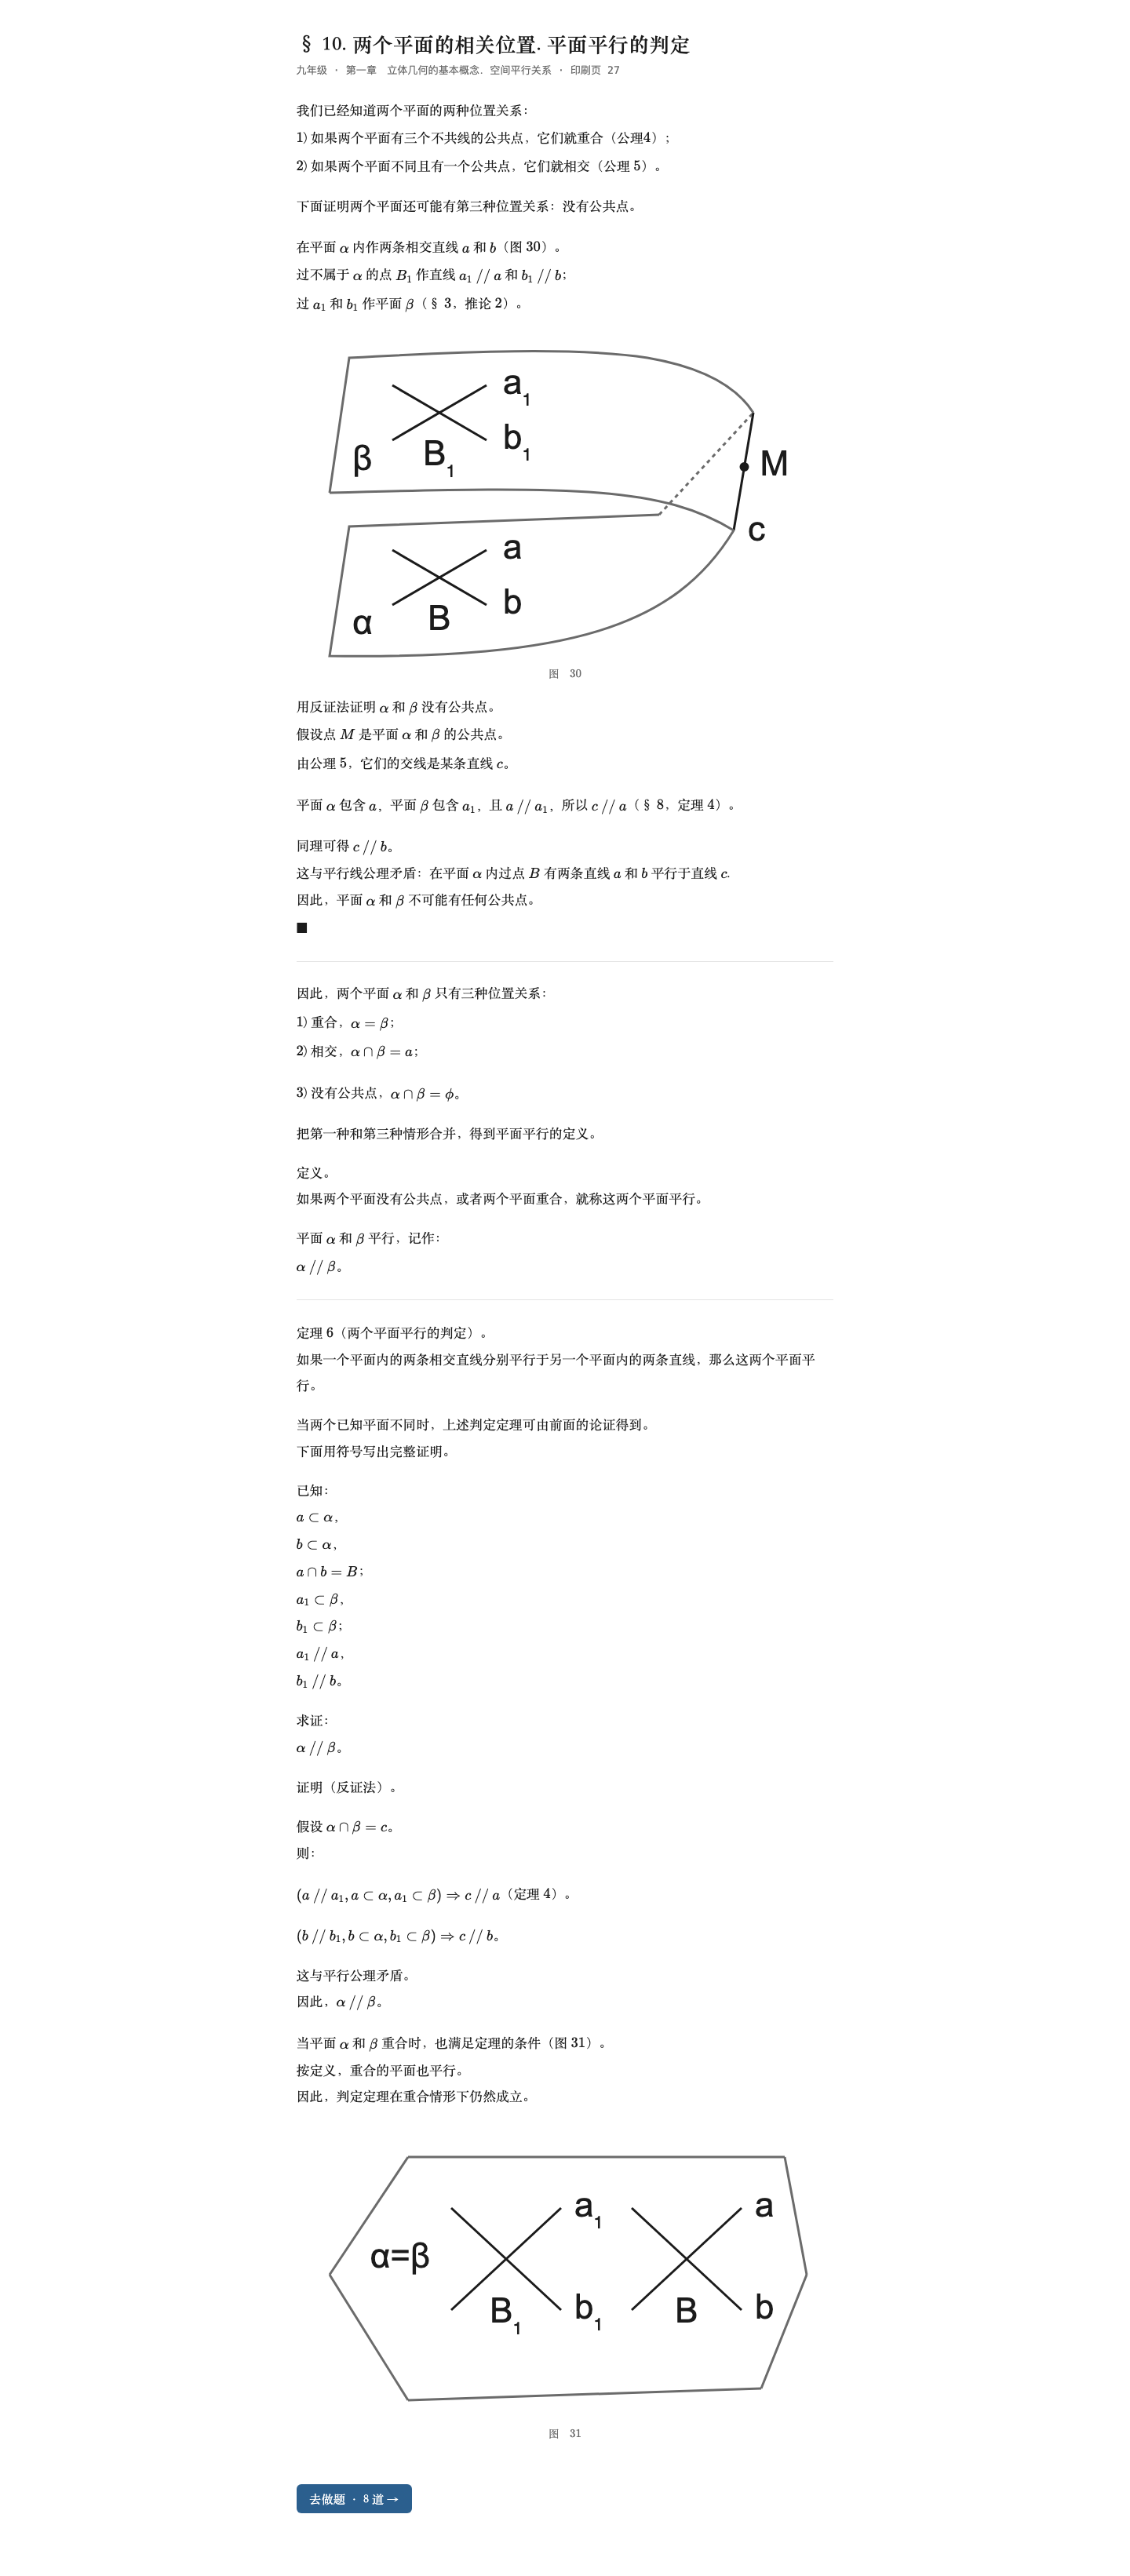 § 10. 两个平面的相关位置. 平面平行的判定
九年级 · 第一章 立体几何的基本概念. 空间平行关系 · 印刷页 27
我们已经知道两个平面的两种位置关系：
1) 如果两个平面有三个不共线的公共点，它们就重合（公理4）；
2) 如果两个平面不同且有一个公共点，它们就相交（公理 5）。
下面证明两个平面还可能有第三种位置关系：没有公共点。
在平面 α 内作两条相交直线 a 和 b（图 30）。
过不属于 α 的点 B₁ 作直线 a₁ // a 和 b₁ // b；
过 a₁ 和 b₁ 作平面 β（§ 3，推论 2）。
a₁
β B₁ b₁
M
c
a
α B b
图 30
用反证法证明 α 和 β 没有公共点。
假设点 M 是平面 α 和 β 的公共点。
由公理 5，它们的交线是某条直线 c。
平面 α 包含 a，平面 β 包含 a₁，且 a // a₁，所以 c // a（§ 8，定理 4）。
同理可得 c // b。
这与平行线公理矛盾：在平面 α 内过点 B 有两条直线 a 和 b 平行于直线 c.
因此，平面 α 和 β 不可能有任何公共点。
■
因此，两个平面 α 和 β 只有三种位置关系：
1) 重合，α = β；
2) 相交，α ∩ β = a；
3) 没有公共点，α ∩ β = ϕ。
把第一种和第三种情形合并，得到平面平行的定义。
定义。
如果两个平面没有公共点，或者两个平面重合，就称这两个平面平行。
平面 α 和 β 平行，记作：
α // β。
定理 6（两个平面平行的判定）。
如果一个平面内的两条相交直线分别平行于另一个平面内的两条直线，那么这两个平面平
行。
当两个已知平面不同时，上述判定定理可由前面的论证得到。
下面用符号写出完整证明。
已知：
a ⊂ α，
b ⊂ α，
a ∩ b = B；
a₁ ⊂ β，
b₁ ⊂ β；
a₁ // a，
b₁ // b。
求证：
α // β。
证明（反证法）。
假设 α ∩ β = c。
则：
(a // a₁, a ⊂ α, a₁ ⊂ β) ⇒ c // a（定理 4）。
(b // b₁, b ⊂ α, b₁ ⊂ β) ⇒ c // b。
这与平行公理矛盾。
因此，α // β。
当平面 α 和 β 重合时，也满足定理的条件（图 31）。
按定义，重合的平面也平行。
因此，判定定理在重合情形下仍然成立。
a₁ a
α=β
B₁ b₁ B b
图 31
去做题 · 8 道 →